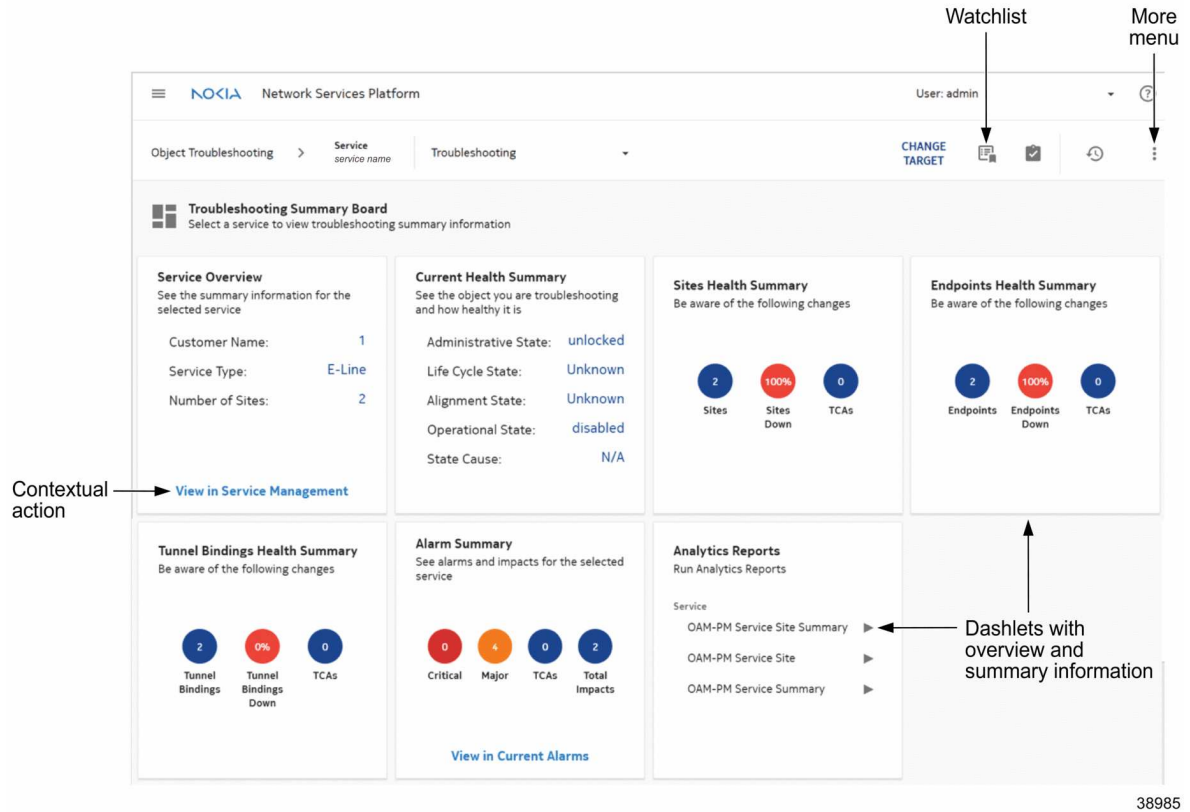 Watchlist
More
menu
NOKIA Network Services Platform
User: admin
?
Object Troubleshooting > Service
service name
Troubleshooting
CHANGE
TARGET
Troubleshooting Summary Board
Select a service to view troubleshooting summary information
Service Overview
See the summary information for the
selected service
Customer Name: 1
Service Type: E-Line
Number of Sites: 2
View in Service Management
Contextual
action
Current Health Summary
See the object you are troubleshooting
and how healthy it is
Administrative State: unlocked
Life Cycle State: Unknown
Alignment State: Unknown
Operational State: disabled
State Cause: N/A
Sites Health Summary
Be aware of the following changes
2 100% 0
Sites Sites TCAs
Down
Endpoints Health Summary
Be aware of the following changes
2 100% 0
Endpoints Endpoints TCAs
Down
Tunnel Bindings Health Summary
Be aware of the following changes
2 0% 0
Tunnel Tunnel TCAs
Bindings Bindings
Down
Alarm Summary
See alarms and impacts for the selected
service
0 4 0 2
Critical Major TCAs Total
Impacts
View in Current Alarms
Analytics Reports
Run Analytics Reports
Service
OAM-PM Service Site Summary
OAM-PM Service Site
OAM-PM Service Summary
Dashlets with
overview and
summary information
38985